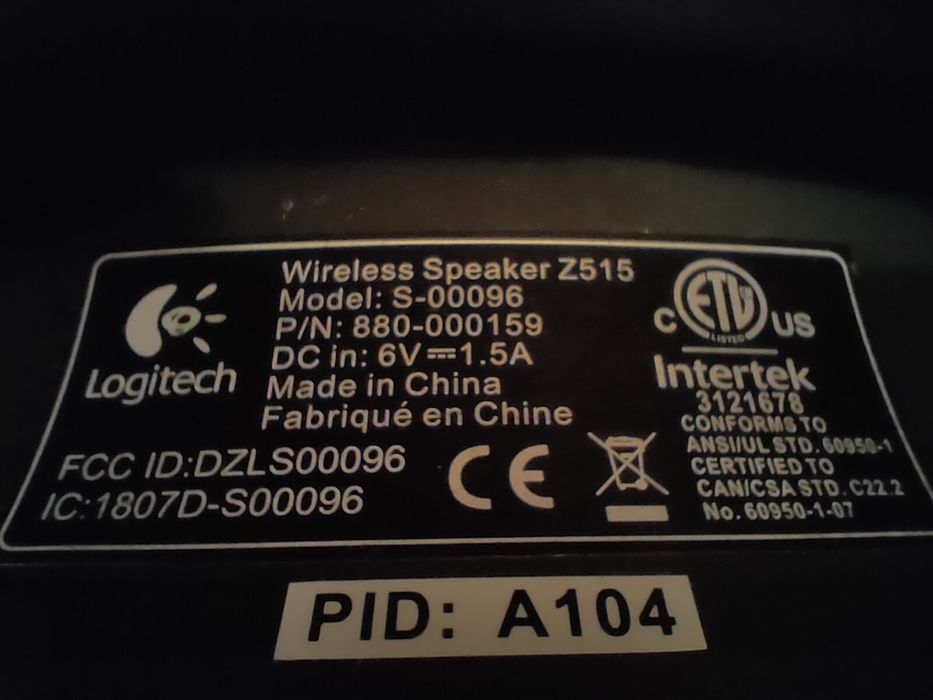 Wireless Speaker Z515
Model: S-00096
P/N: 880-000159
DC in: 6V⎓1.5A
Made in China
Fabriqué en Chine
Logitech
FCC ID:DZLS00096
IC:1807D-S00096
CE
C ETL US
LISTED
Intertek
3121678
CONFORMS TO
ANSI/UL STD. 60950-1
CERTIFIED TO
CAN/CSA STD. C22.2
No. 60950-1-07
PID: A104